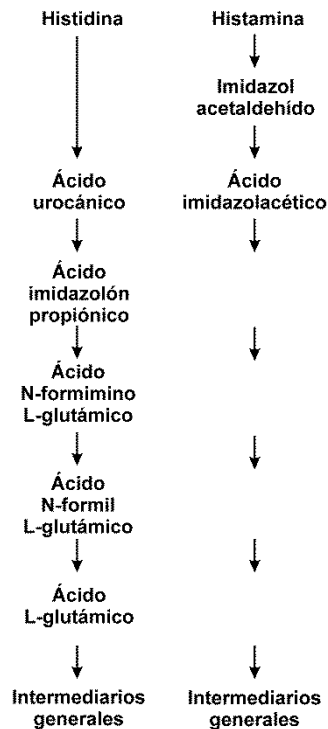 Histidina
Ácido
urocánico
Ácido
imidazolón
propiónico
Ácido
N-formimino
L-glutámico
Ácido
N-formil
L-glutámico
Ácido
L-glutámico
Intermediarios
generales
Histamina
Imidazol
acetaldehído
Ácido
imidazolacético
Intermediarios
generales